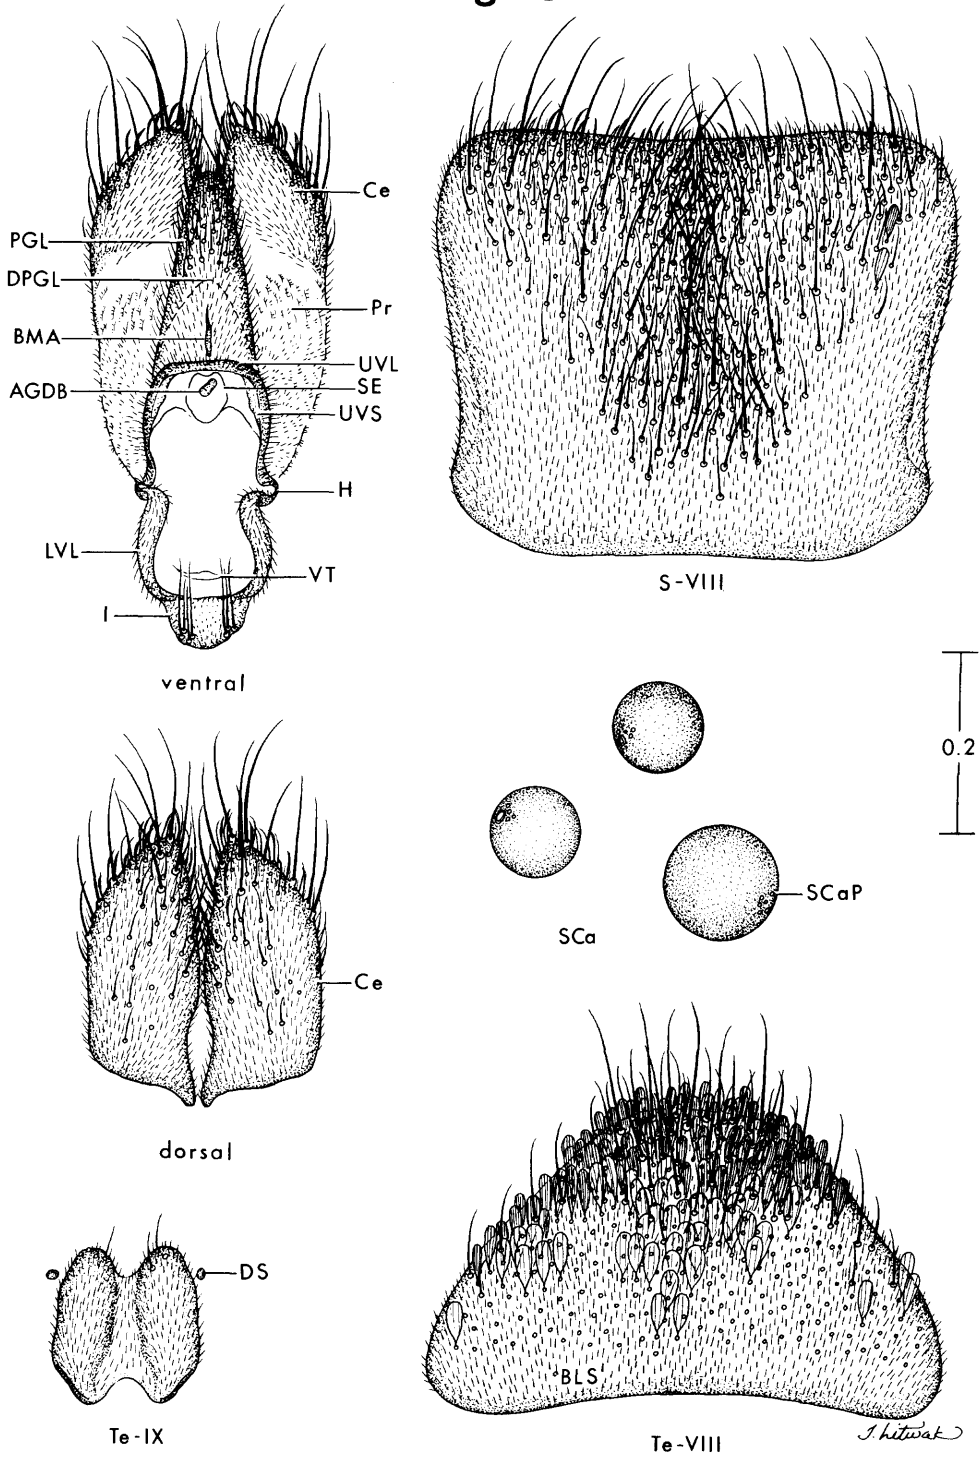 Ce
PGL
DPGL
Pr
BMA
UVL
AGDB
SE
UVS
H
LVL
VT
I
ventral
S-VIII
0.2
SCaP
SCa
Ce
dorsal
DS
BLS
Te-IX
Te-VIII
T. Litwak